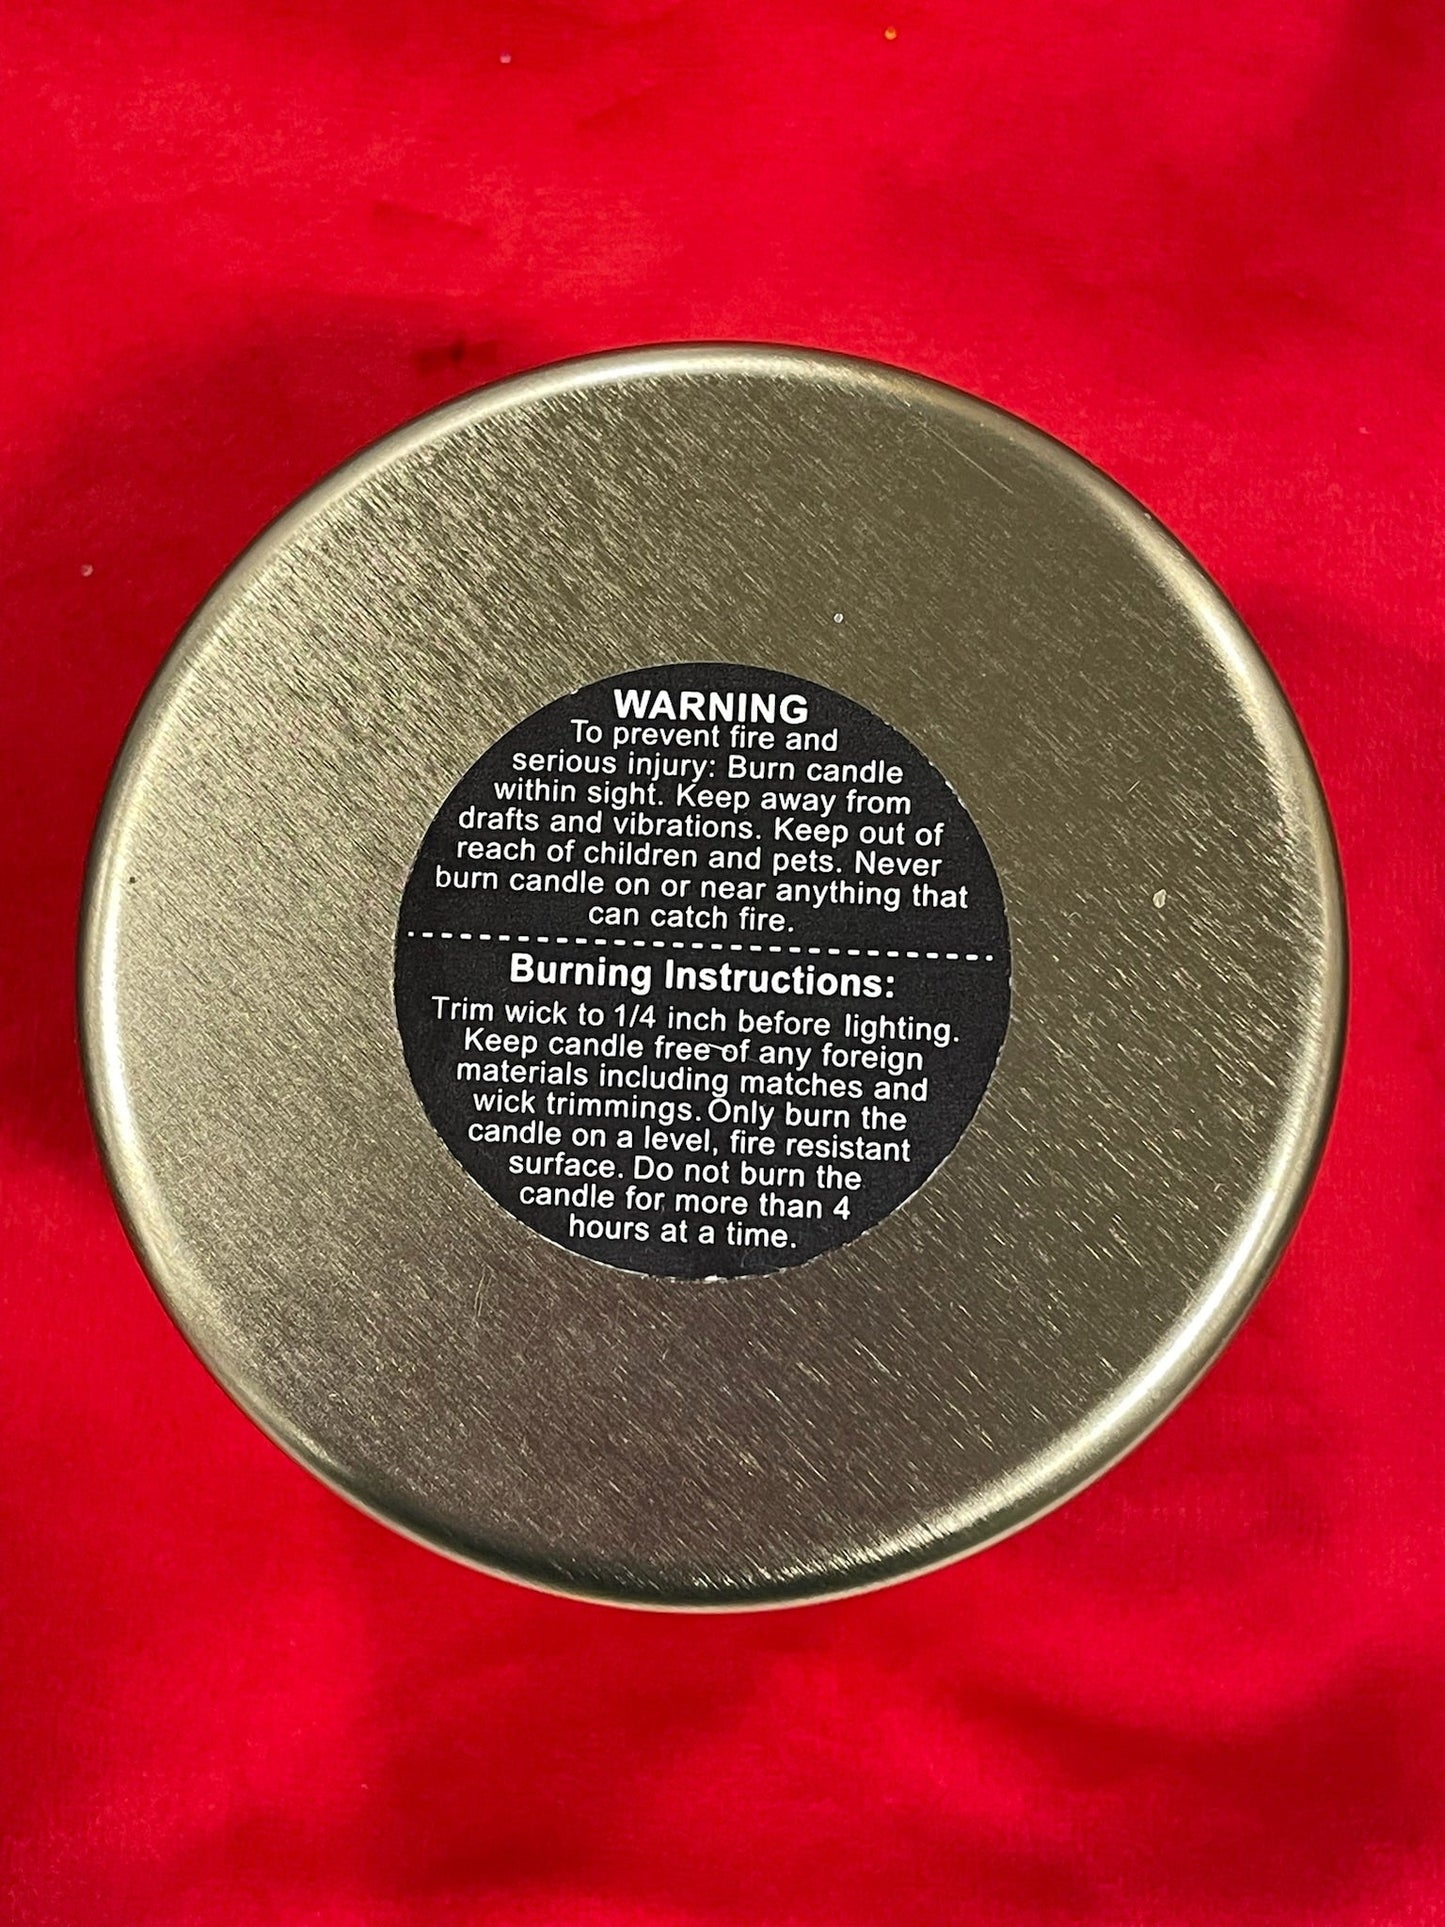 WARNING
To prevent fire and
serious injury: Burn candle
within sight. Keep away from
drafts and vibrations. Keep out of
reach of children and pets. Never
burn candle on or near anything that
can catch fire.
Burning Instructions:
Trim wick to 1/4 inch before lighting.
Keep candle free of any foreign
materials including matches and
wick trimmings. Only burn the
candle on a level, fire resistant
surface. Do not burn the
candle for more than 4
hours at a time.